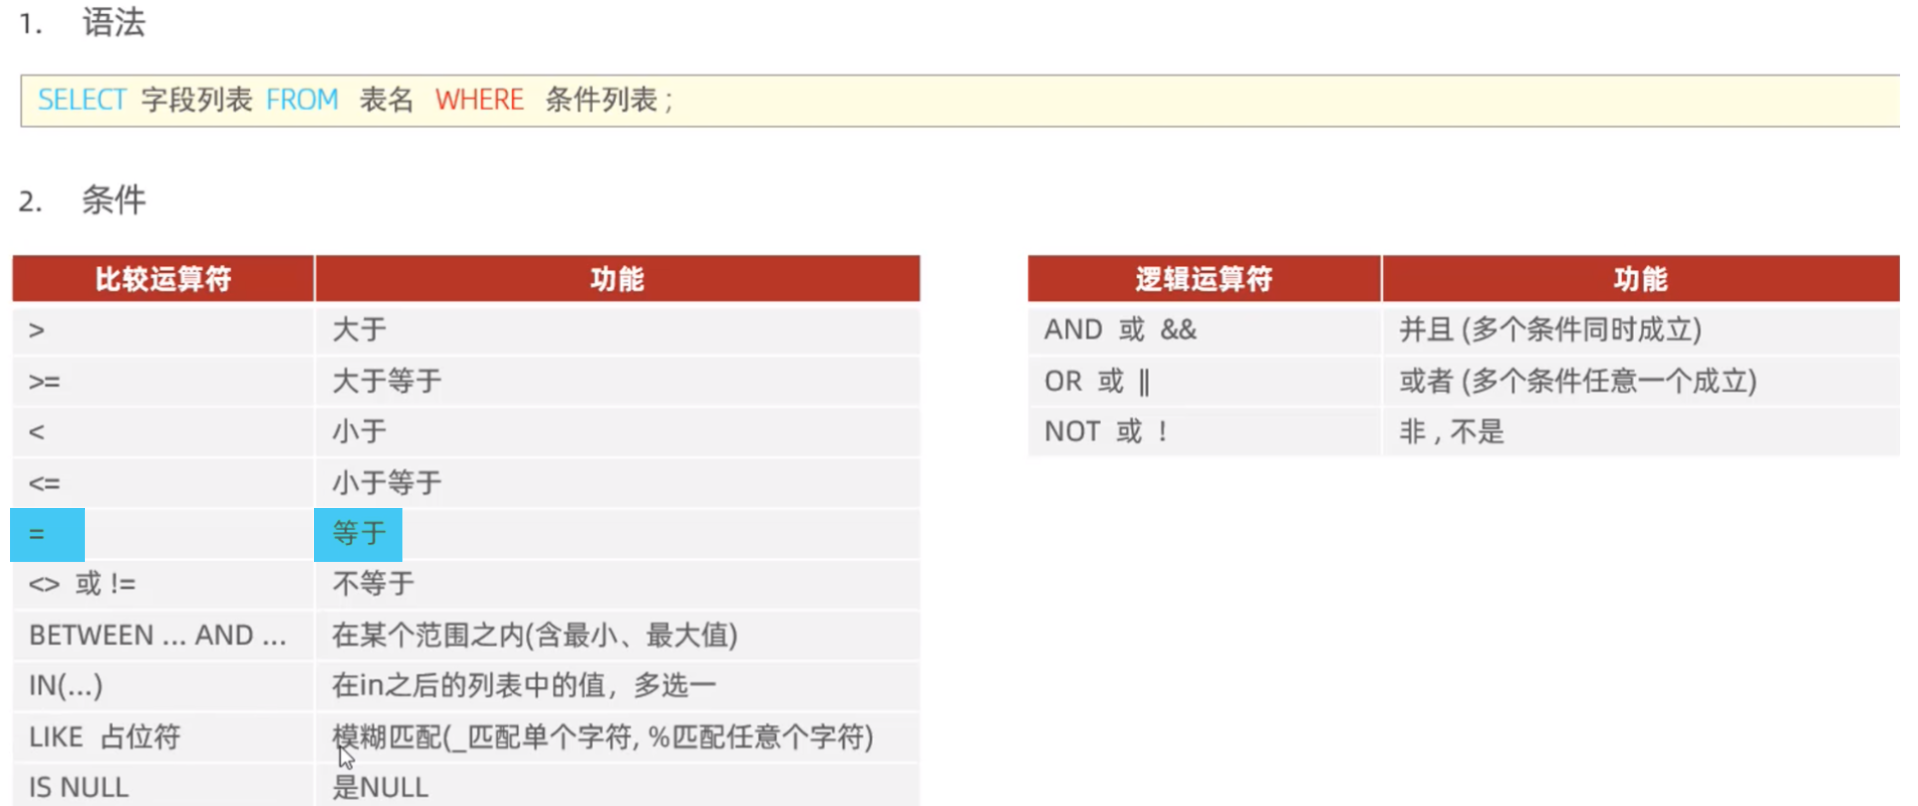 1. 语法
SELECT 字段列表 FROM 表名 WHERE 条件列表 ;
2. 条件
比较运算符 功能
> 大于
>= 大于等于
< 小于
<= 小于等于
= 等于
<> 或 != 不等于
BETWEEN ... AND ... 在某个范围之内(含最小、最大值)
IN(...) 在in之后的列表中的值，多选一
LIKE 占位符 模糊匹配(_匹配单个字符, %匹配任意个字符)
IS NULL 是NULL
逻辑运算符 功能
AND 或 && 并且 (多个条件同时成立)
OR 或 || 或者 (多个条件任意一个成立)
NOT 或 ! 非 , 不是